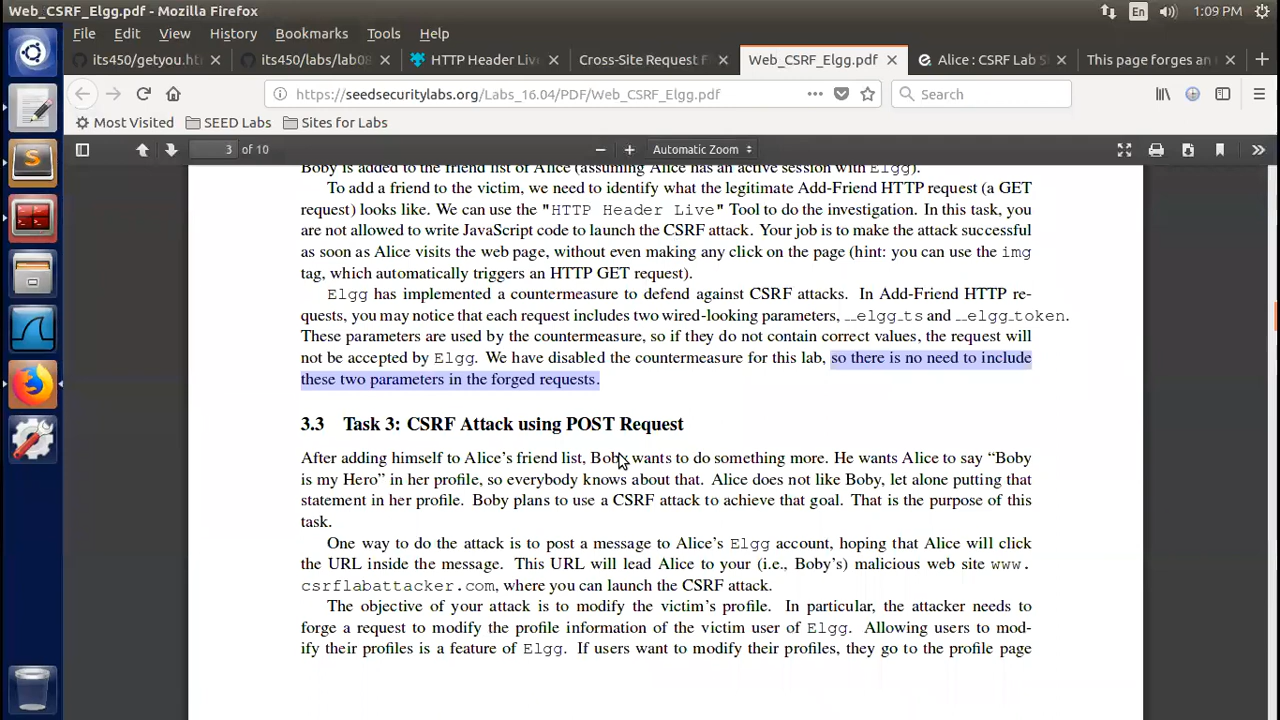 Web_CSRF_Elgg.pdf - Mozilla Firefox
En
1:09 PM
File Edit View History Bookmarks Tools Help
its450/getyou.ht
its450/labs/lab08
HTTP Header Live
Cross-Site Request F
Web_CSRF_Elgg.pdf
Alice : CSRF Lab S
This page forges an
https://seedsecuritylabs.org/Labs_16.04/PDF/Web_CSRF_Elgg.pdf
Search
Most Visited
SEED Labs
Sites for Labs
3 of 10
Automatic Zoom
Boby is added to the friend list of Alice (assuming Alice has an active session with Elgg).
To add a friend to the victim, we need to identify what the legitimate Add-Friend HTTP request (a GET
request) looks like. We can use the "HTTP Header Live" Tool to do the investigation. In this task, you
are not allowed to write JavaScript code to launch the CSRF attack. Your job is to make the attack successful
as soon as Alice visits the web page, without even making any click on the page (hint: you can use the img
tag, which automatically triggers an HTTP GET request).
Elgg has implemented a countermeasure to defend against CSRF attacks. In Add-Friend HTTP re-
quests, you may notice that each request includes two wired-looking parameters, __elgg_ts and __elgg_token.
These parameters are used by the countermeasure, so if they do not contain correct values, the request will
not be accepted by Elgg. We have disabled the countermeasure for this lab, so there is no need to include
these two parameters in the forged requests.
3.3 Task 3: CSRF Attack using POST Request
After adding himself to Alice's friend list, Boby wants to do something more. He wants Alice to say “Boby
is my Hero” in her profile, so everybody knows about that. Alice does not like Boby, let alone putting that
statement in her profile. Boby plans to use a CSRF attack to achieve that goal. That is the purpose of this
task.
One way to do the attack is to post a message to Alice's Elgg account, hoping that Alice will click
the URL inside the message. This URL will lead Alice to your (i.e., Boby's) malicious web site www.
csrflabattacker.com, where you can launch the CSRF attack.
The objective of your attack is to modify the victim's profile. In particular, the attacker needs to
forge a request to modify the profile information of the victim user of Elgg. Allowing users to mod-
ify their profiles is a feature of Elgg. If users want to modify their profiles, they go to the profile page